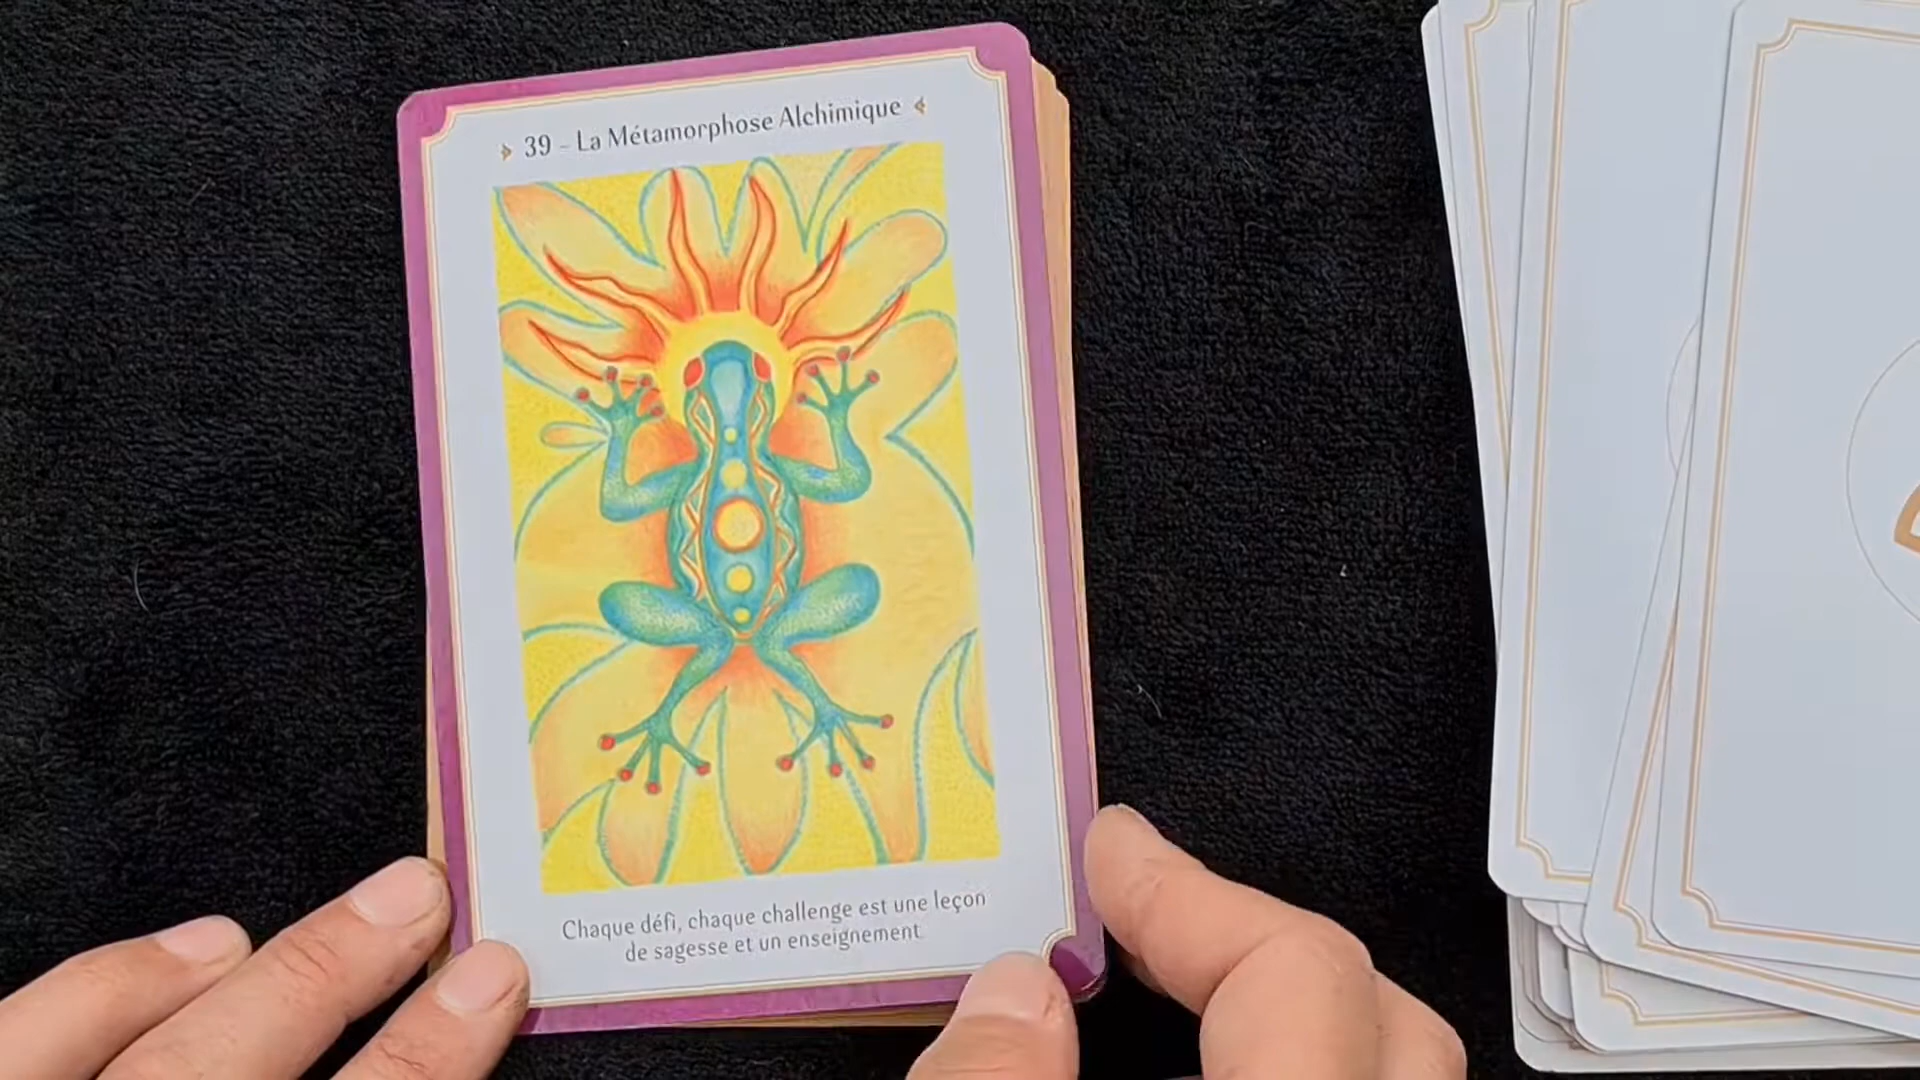 39 - La Métamorphose Alchimique
Chaque défi, chaque challenge est une leçon
de sagesse et un enseignement